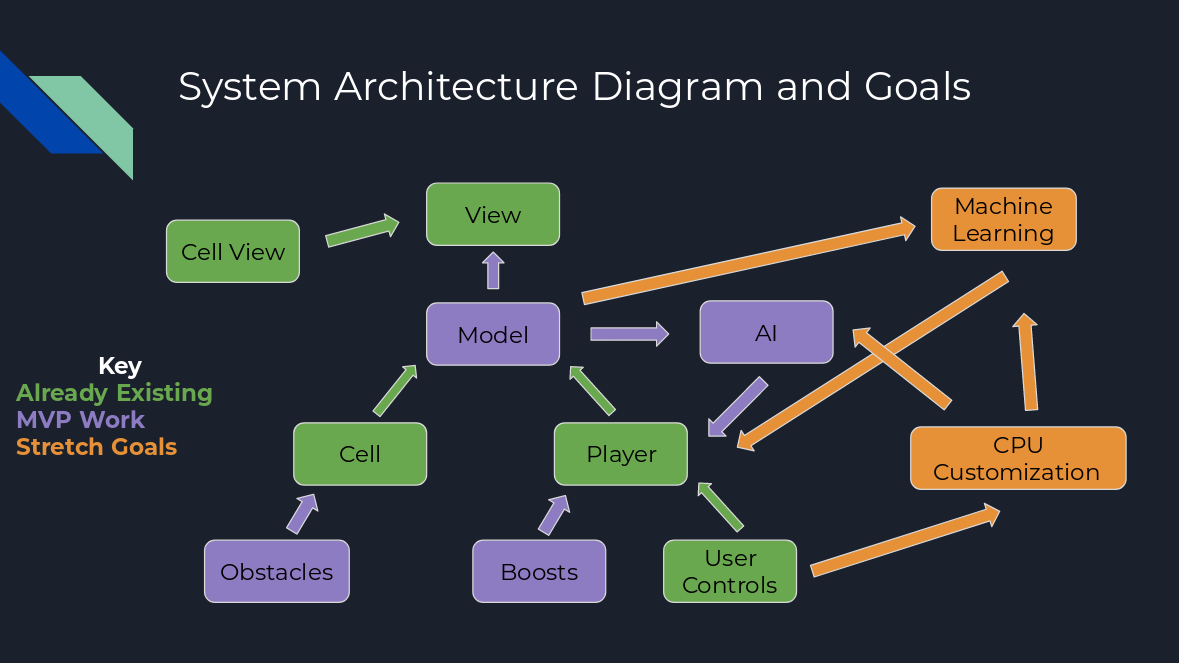 System Architecture Diagram and Goals
View
Cell View
Machine
Learning
Model
AI
Key
Already Existing
MVP Work
Stretch Goals
Cell
Player
CPU
Customization
Obstacles
Boosts
User
Controls